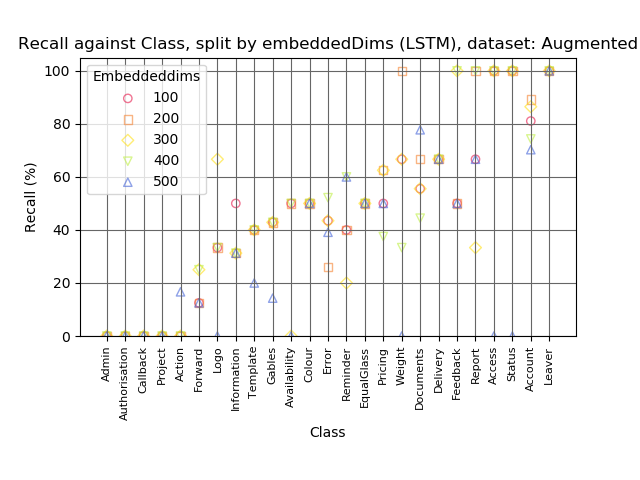 Recall against Class, split by embeddedDims (LSTM), dataset: Augmented
Embeddeddims
100
200
300
400
500
100
80
60
40
20
0
Recall (%)
Admin
Authorisation
Callback
Project
Action
Forward
Logo
Information
Template
Gables
Availability
Colour
Error
Reminder
EqualGlass
Pricing
Weight
Documents
Delivery
Feedback
Report
Access
Status
Account
Leaver
Class